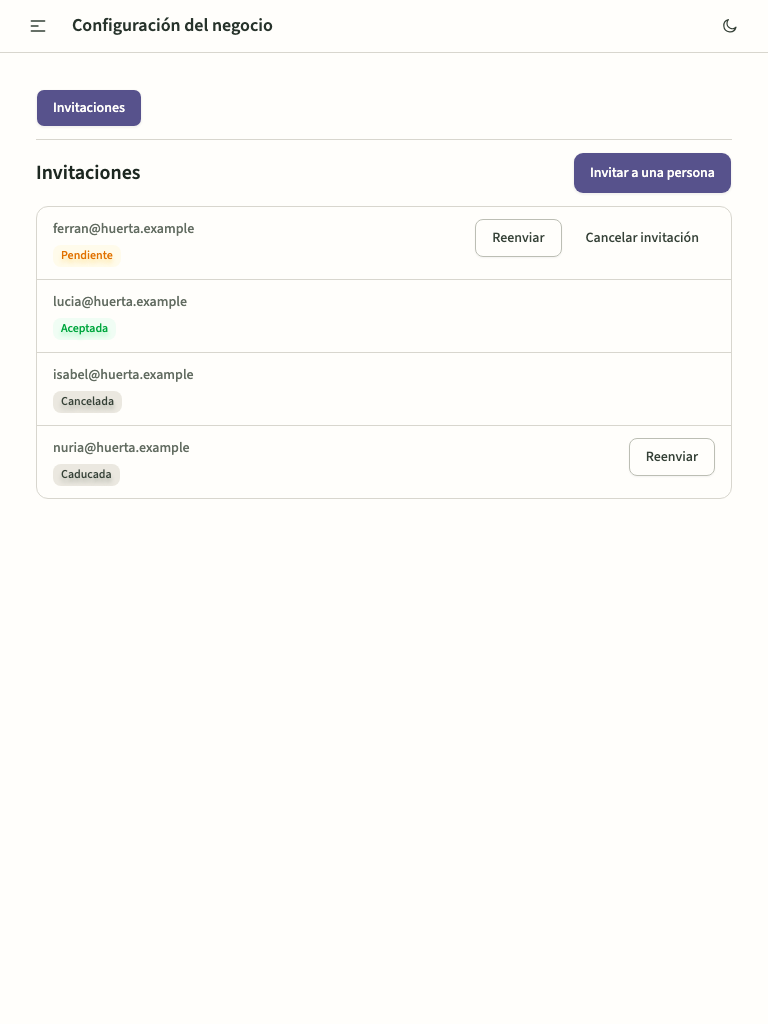 Configuración del negocio
Invitaciones
Invitaciones
Invitar a una persona
ferran@huerta.example
Reenviar
Cancelar invitación
Pendiente
lucia@huerta.example
Aceptada
isabel@huerta.example
Cancelada
nuria@huerta.example
Reenviar
Caducada